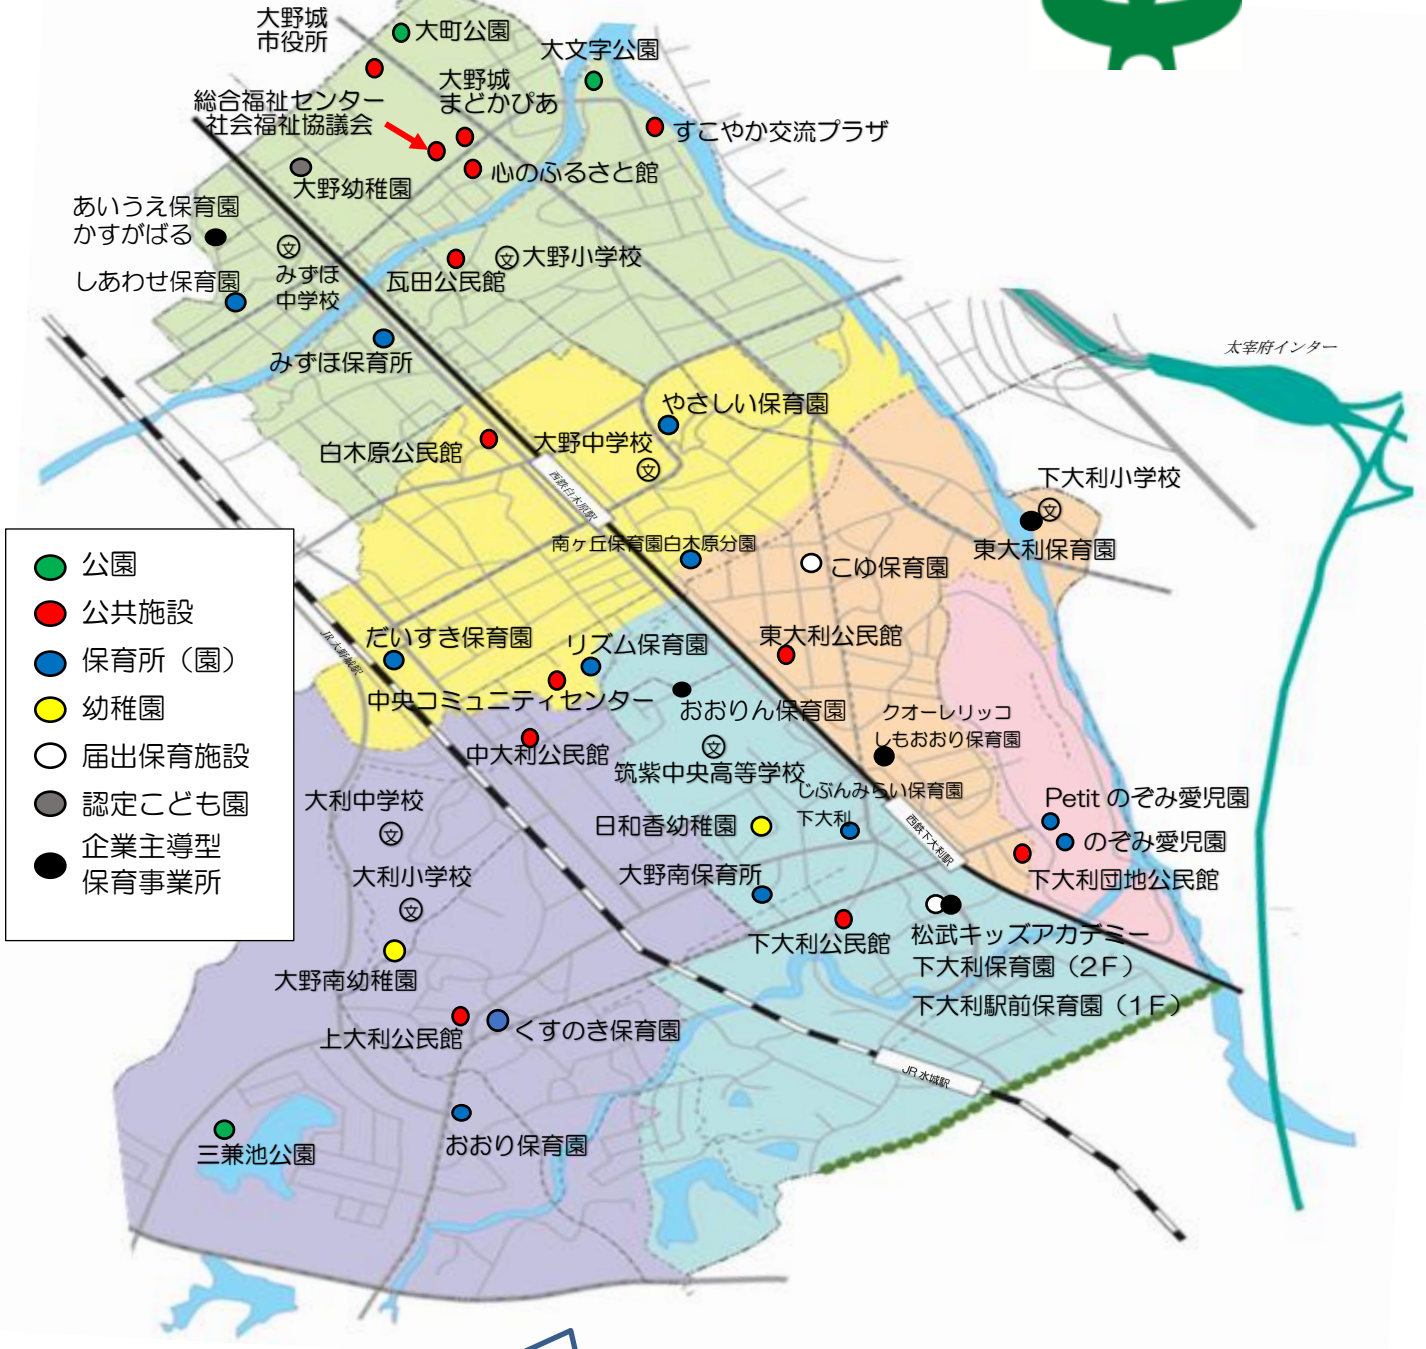 大野城
市役所
大町公園
大文字公園
大野城
まどかぴあ
総合福祉センター
社会福祉協議会
すこやか交流プラザ
心のふるさと館
大野幼稚園
あいうえ保育園
かすがばる
文
みずほ
中学校
しあわせ保育園
瓦田公民館
文
大野小学校
みずほ保育所
太宰府インター
やさしい保育園
白木原公民館
大野中学校
文
西鉄白木原駅
下大利小学校
文
東大利保育園
南ヶ丘保育園白木原分園
こゆ保育園
公園
公共施設
保育所（園）
幼稚園
届出保育施設
認定こども園
企業主導型
保育事業所
JR大野城駅
だいすき保育園
リズム保育園
東大利公民館
中央コミュニティセンター
おおりん保育園
クオーレリッコ
しもおおり保育園
中大利公民館
文
筑紫中央高等学校
じぶんみらい保育園
下大利
大利中学校
文
日和香幼稚園
西鉄下大利駅
Petit のぞみ愛児園
のぞみ愛児園
大利小学校
文
大野南保育所
下大利団地公民館
下大利公民館
松武キッズアカデミー
下大利保育園（2F）
下大利駅前保育園（1F）
大野南幼稚園
上大利公民館
くすのき保育園
JR水城駅
三兼池公園
おおり保育園